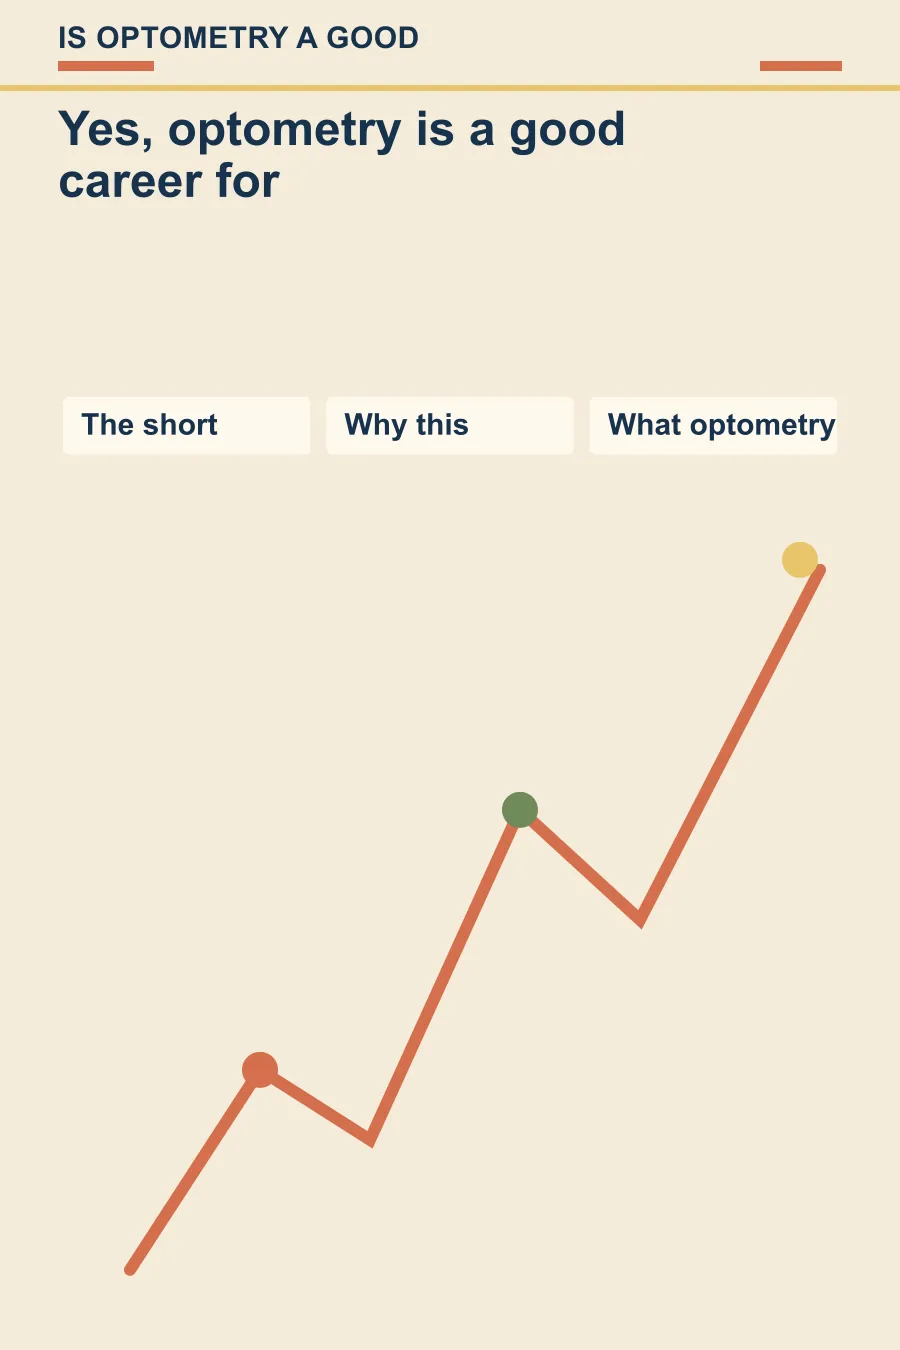 IS OPTOMETRY A GOOD
Yes, optometry is a good
career for
The short
Why this
What optometry